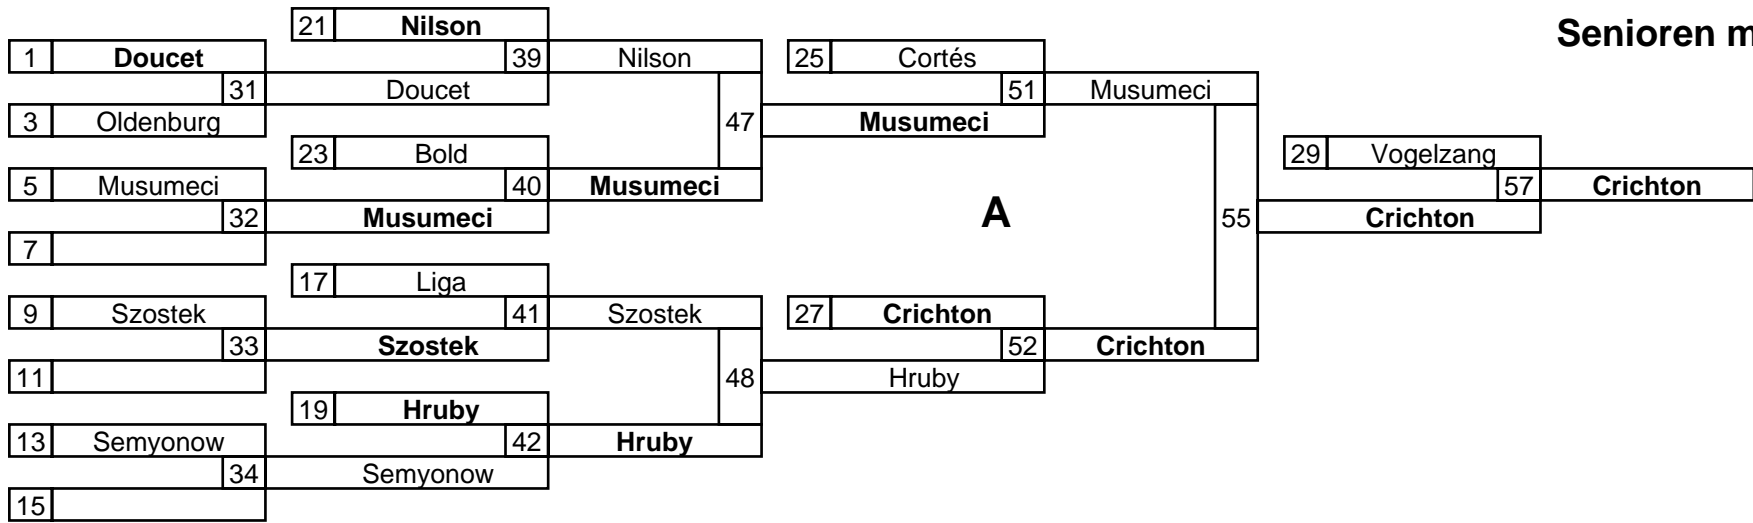 21 Nilson
Senioren m
1 Doucet 39 Nilson 25 Cortés
31 Doucet 51 Musumeci
3 Oldenburg 47 Musumeci
23 Bold 29 Vogelzang
5 Musumeci 40 Musumeci 57 Crichton
32 Musumeci A 55 Crichton
7
17 Liga
9 Szostek 41 Szostek 27 Crichton
33 Szostek 52 Crichton
11 48 Hruby
19 Hruby
13 Semyonow 42 Hruby
34 Semyonow
15